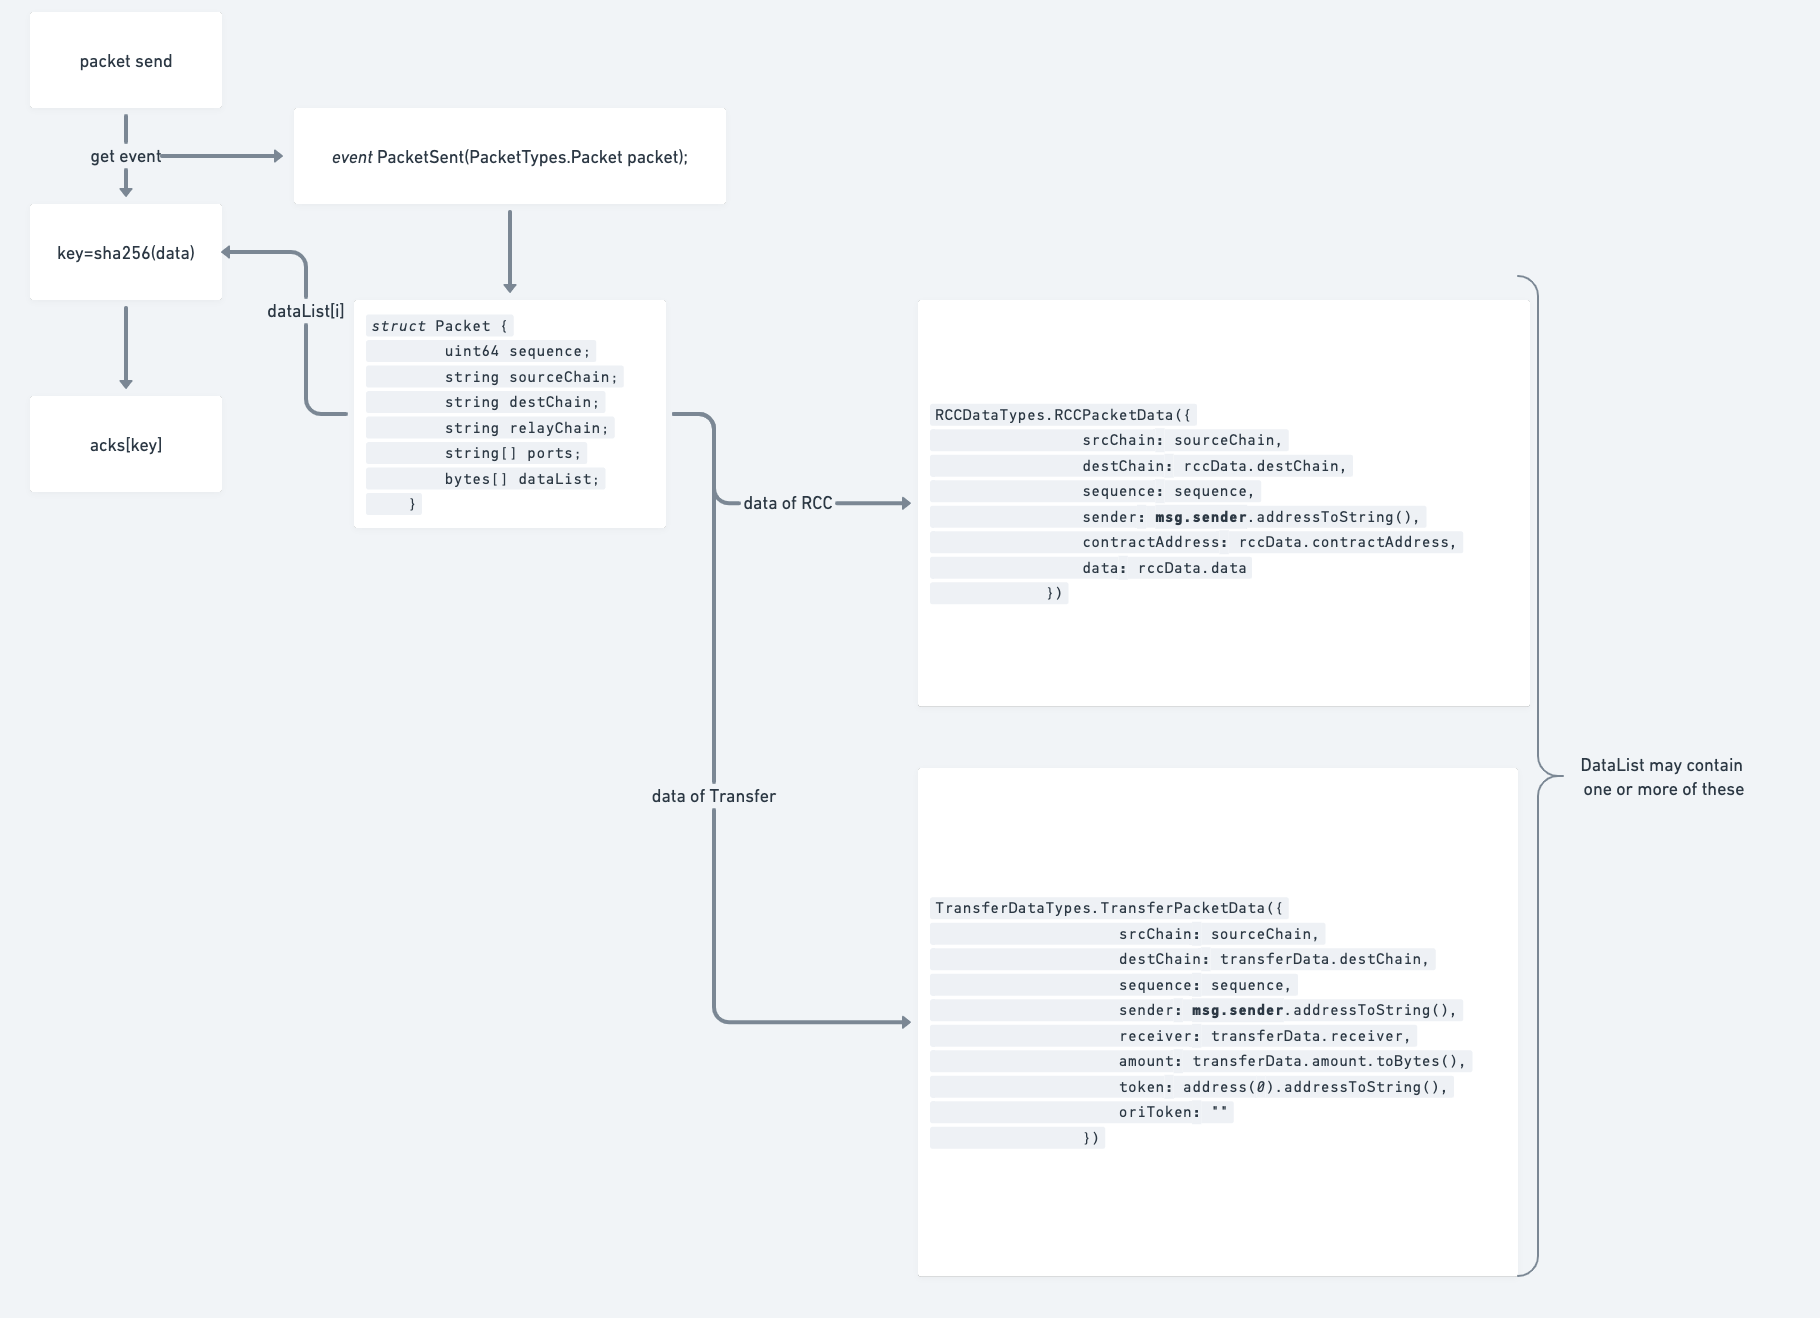 packet send
get event
event PacketSent(PacketTypes.Packet packet);
key=sha256(data)
dataList[i]
acks[key]
struct Packet {
uint64 sequence;
string sourceChain;
string destChain;
string relayChain;
string[] ports;
bytes[] dataList;
}
data of RCC
RCCDataTypes.RCCPacketData({
srcChain: sourceChain,
destChain: rccData.destChain,
sequence: sequence,
sender: msg.sender.addressToString(),
contractAddress: rccData.contractAddress,
data: rccData.data
})
data of Transfer
TransferDataTypes.TransferPacketData({
srcChain: sourceChain,
destChain: transferData.destChain,
sequence: sequence,
sender: msg.sender.addressToString(),
receiver: transferData.receiver,
amount: transferData.amount.toBytes(),
token: address(0).addressToString(),
oriToken: ""
})
DataList may contain
one or more of these